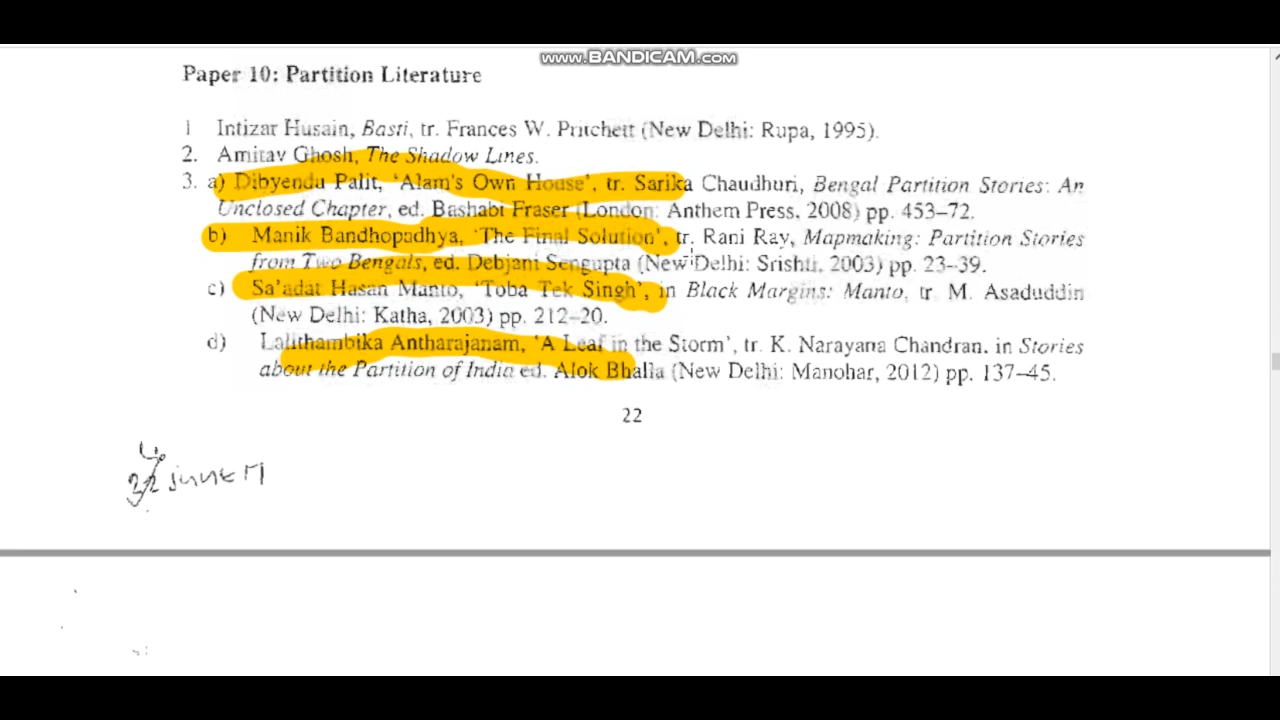 www.BANDICAM.com
Paper 10: Partition Literature
1 Intizar Husain, Basti, tr. Frances W. Pritchett (New Delhi: Rupa, 1995).
2. Amitav Ghosh, The Shadow Lines.
3. a) Dibyendu Palit, ‘Alam's Own House’, tr. Sarika Chaudhuri, Bengal Partition Stories: An
Unclosed Chapter, ed. Bashabi Fraser (London: Anthem Press, 2008) pp. 453–72.
b) Manik Bandhopadhya, ‘The Final Solution’, tr. Rani Ray, Mapmaking: Partition Stories
from Two Bengals, ed. Debjani Sengupta (New Delhi: Srishti, 2003) pp. 23–39.
c) Sa’adat Hasan Manto, ‘Toba Tek Singh’, in Black Margins: Manto, tr. M. Asaduddin
(New Delhi: Katha, 2003) pp. 212–20.
d) Lalithambika Antharajanam, ‘A Leaf in the Storm’, tr. K. Narayana Chandran, in Stories
about the Partition of India ed. Alok Bhalla (New Delhi: Manohar, 2012) pp. 137–45.
22